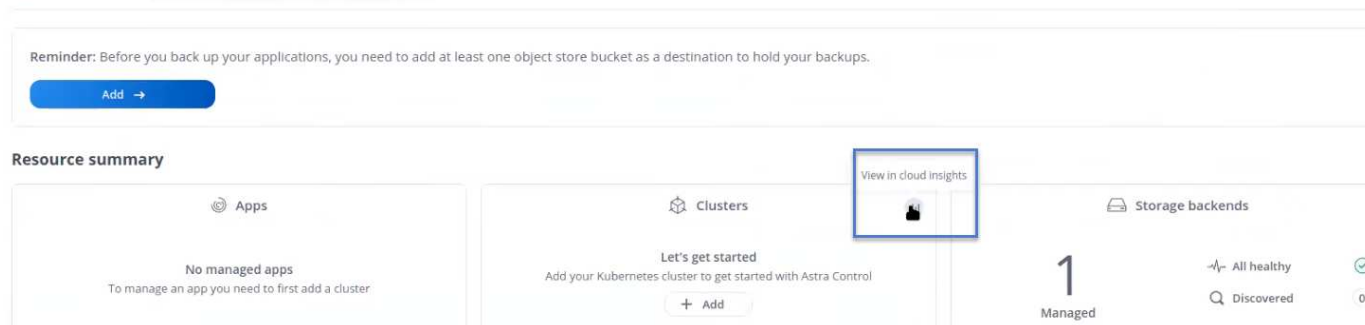 Reminder: Before you back up your applications, you need to add at least one object store bucket as a destination to hold your backups.
Add →
Resource summary
View in cloud insights
Apps
Clusters
Storage backends
No managed apps
To manage an app you need to first add a cluster
Let's get started
Add your Kubernetes cluster to get started with Astra Control
+ Add
1
Managed
All healthy
Discovered
0